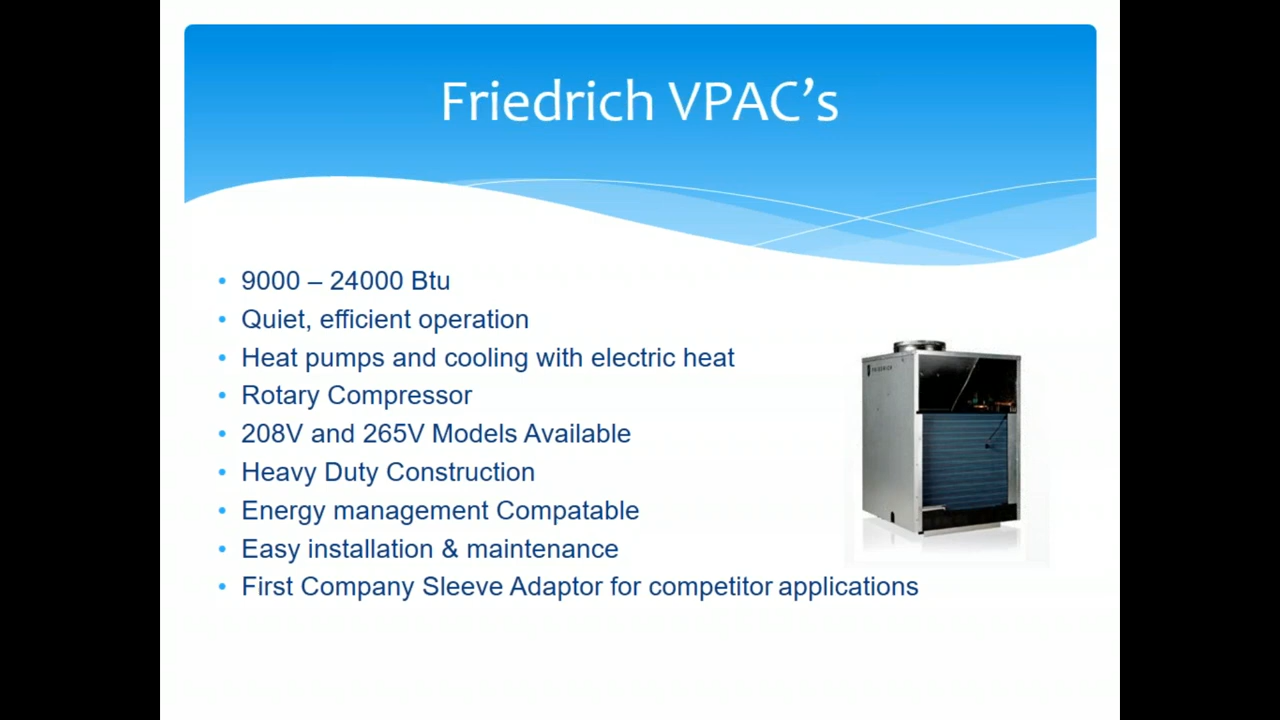 Friedrich VPAC’s
• 9000 – 24000 Btu
• Quiet, efficient operation
• Heat pumps and cooling with electric heat
• Rotary Compressor
• 208V and 265V Models Available
• Heavy Duty Construction
• Energy management Compatable
• Easy installation & maintenance
• First Company Sleeve Adaptor for competitor applications
FRIEDRICH